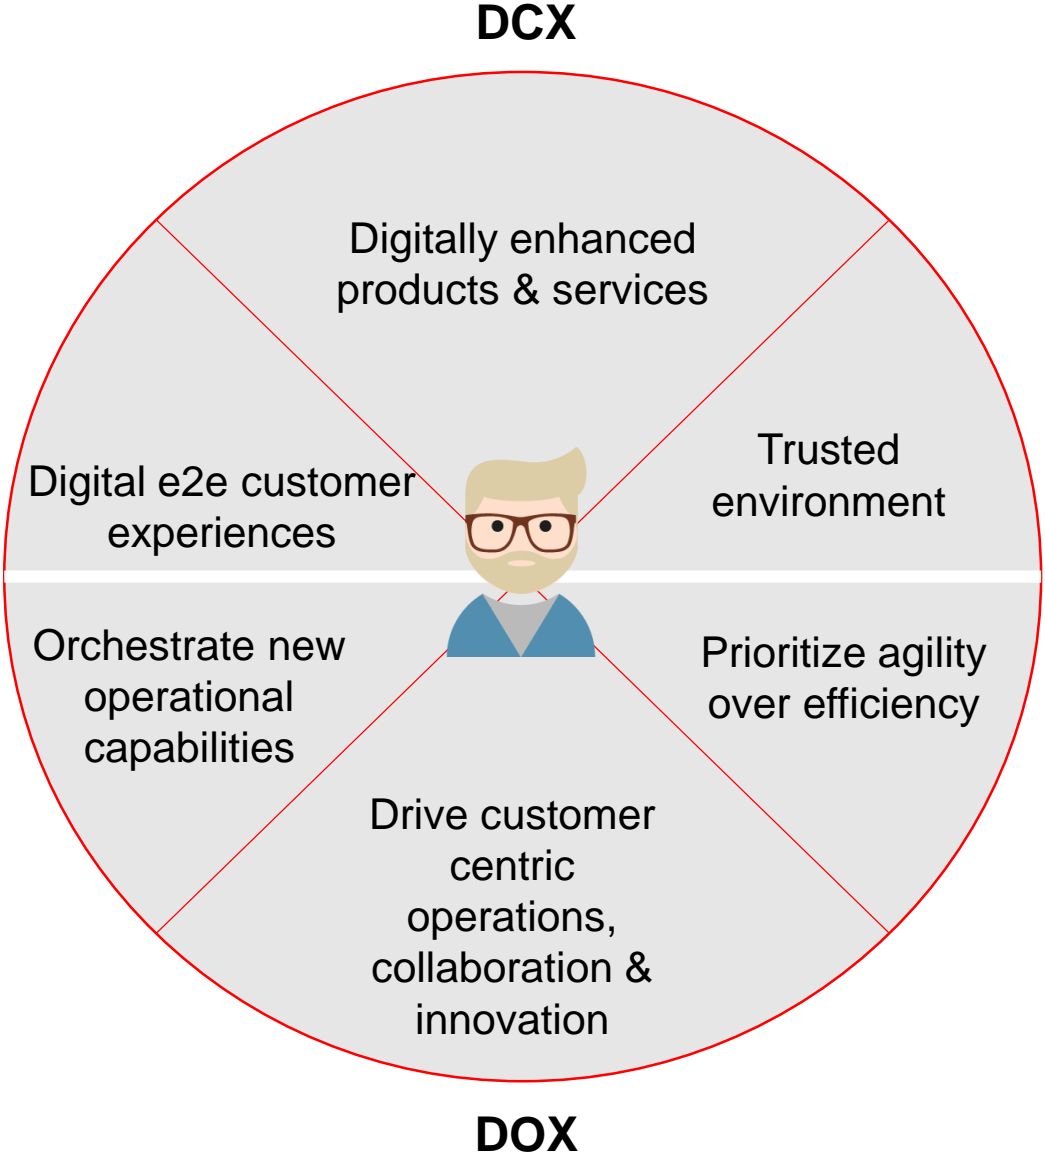 DCX
Digitally enhanced
products & services
Digital e2e customer
experiences
Trusted
environment
Orchestrate new
operational
capabilities
Prioritize agility
over efficiency
Drive customer
centric
operations,
collaboration &
innovation
DOX